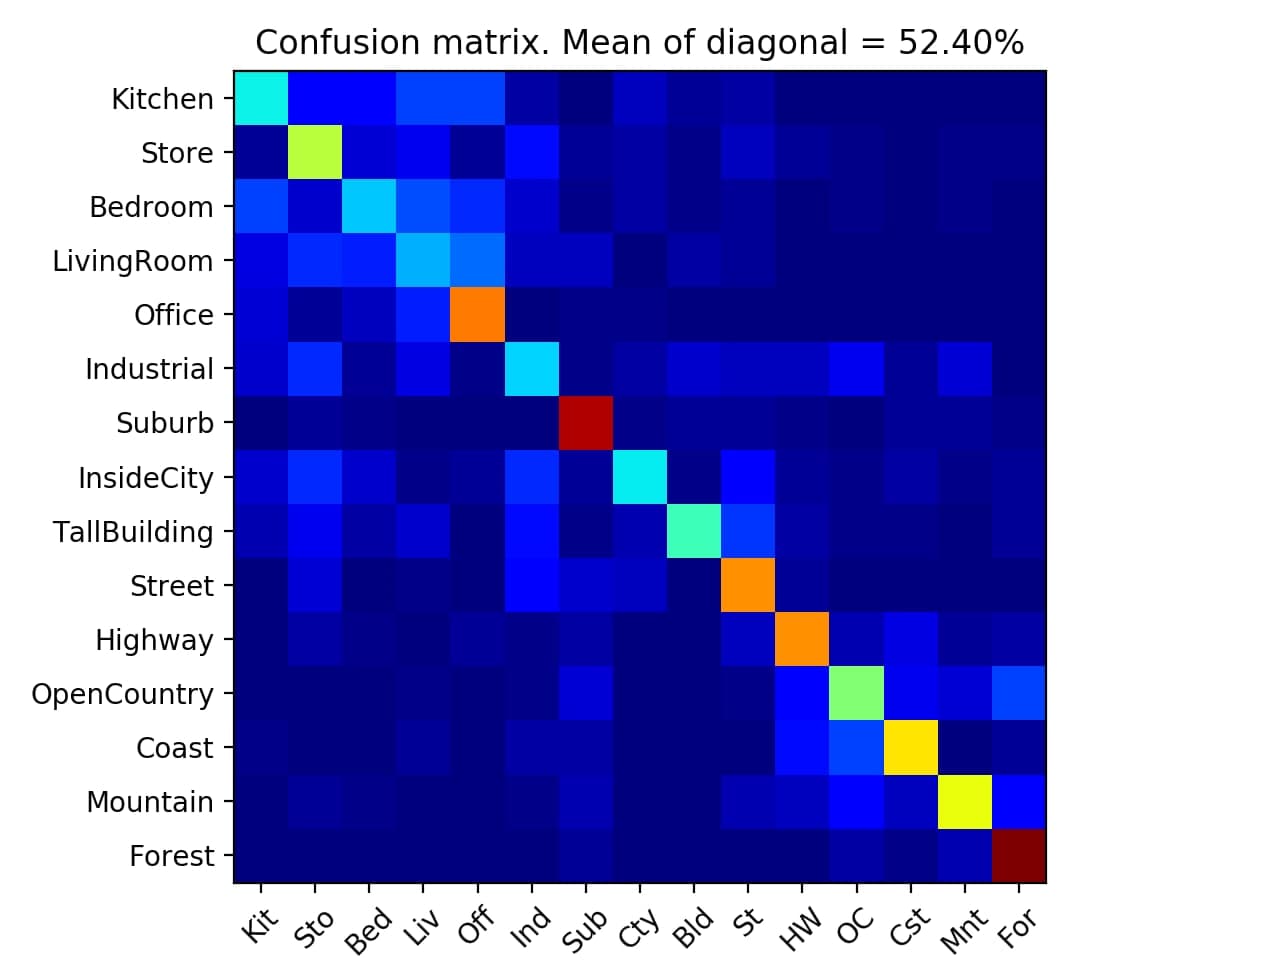 Confusion matrix. Mean of diagonal = 52.40%
Kitchen
Store
Bedroom
LivingRoom
Office
Industrial
Suburb
InsideCity
TallBuilding
Street
Highway
OpenCountry
Coast
Mountain
Forest
Kit Sto Bed Liv Off Ind Sub Cty Bld St HW OC Cst Mnt For